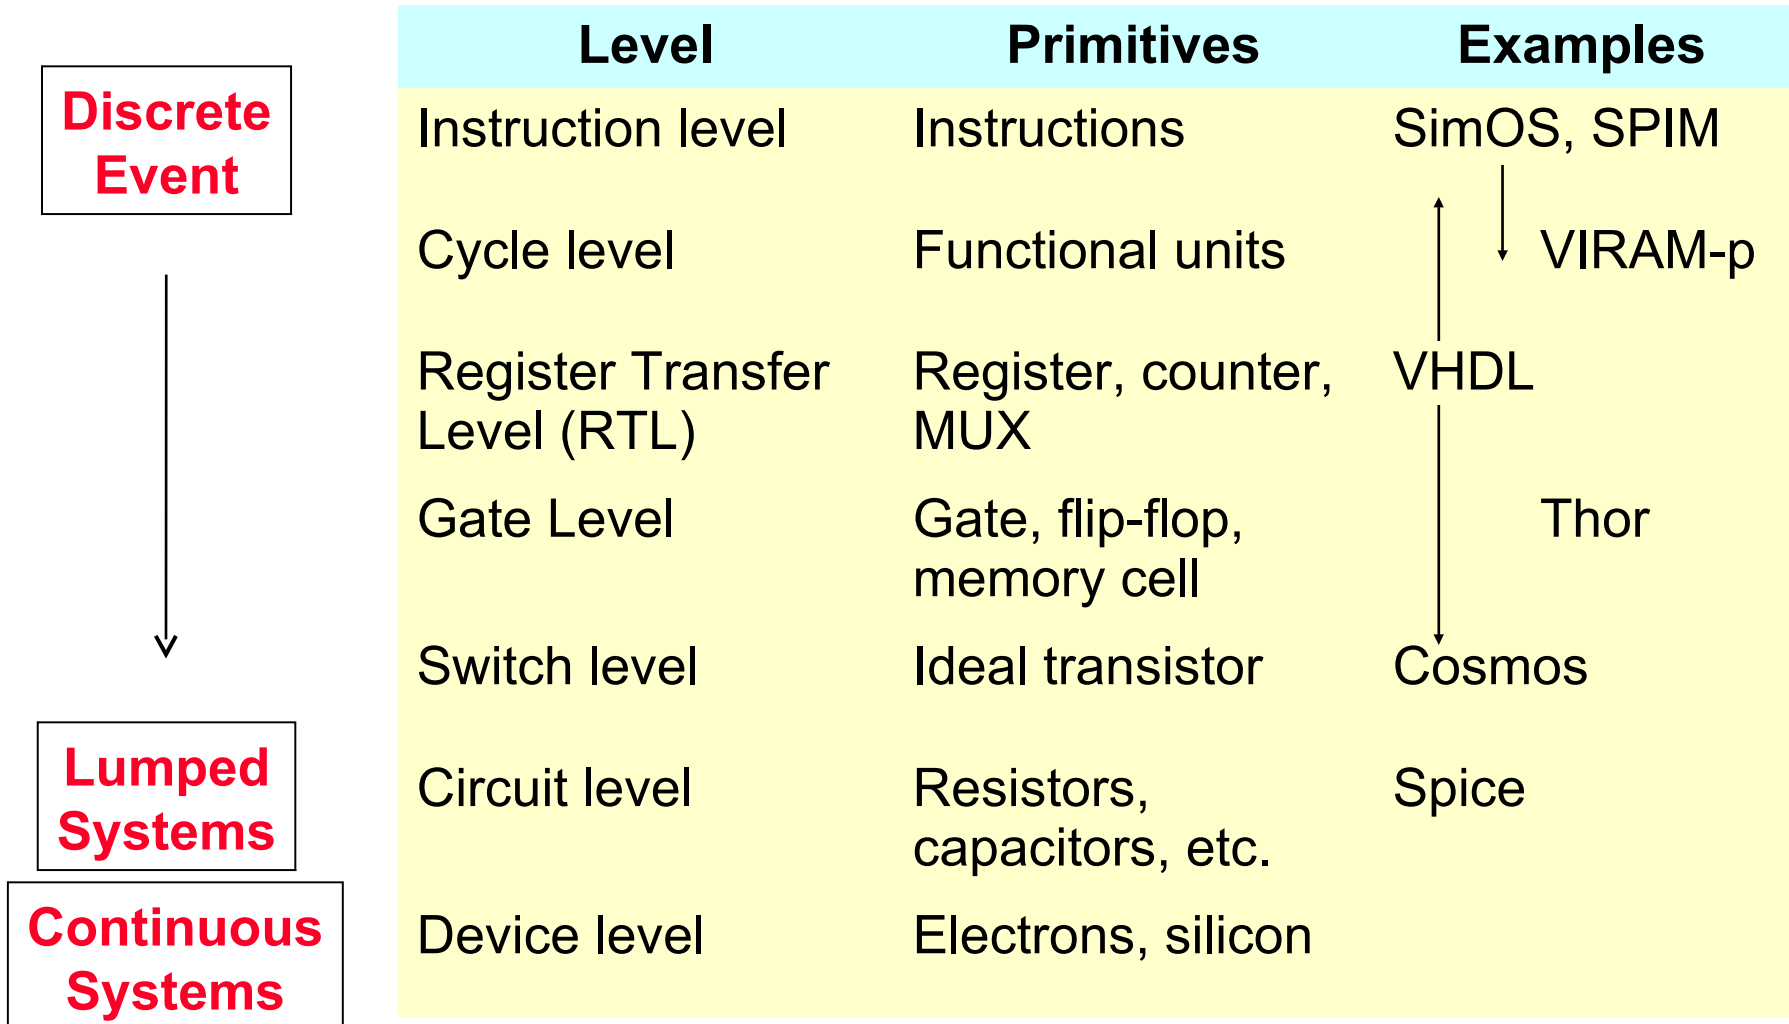 Level Primitives Examples
Discrete
Event
Instruction level Instructions SimOS, SPIM
Cycle level Functional units VIRAM-p
Register Transfer Register, counter, VHDL
Level (RTL) MUX
Gate Level Gate, flip-flop, Thor
memory cell
Switch level Ideal transistor Cosmos
Lumped
Systems
Circuit level Resistors, Spice
capacitors, etc.
Continuous
Systems
Device level Electrons, silicon